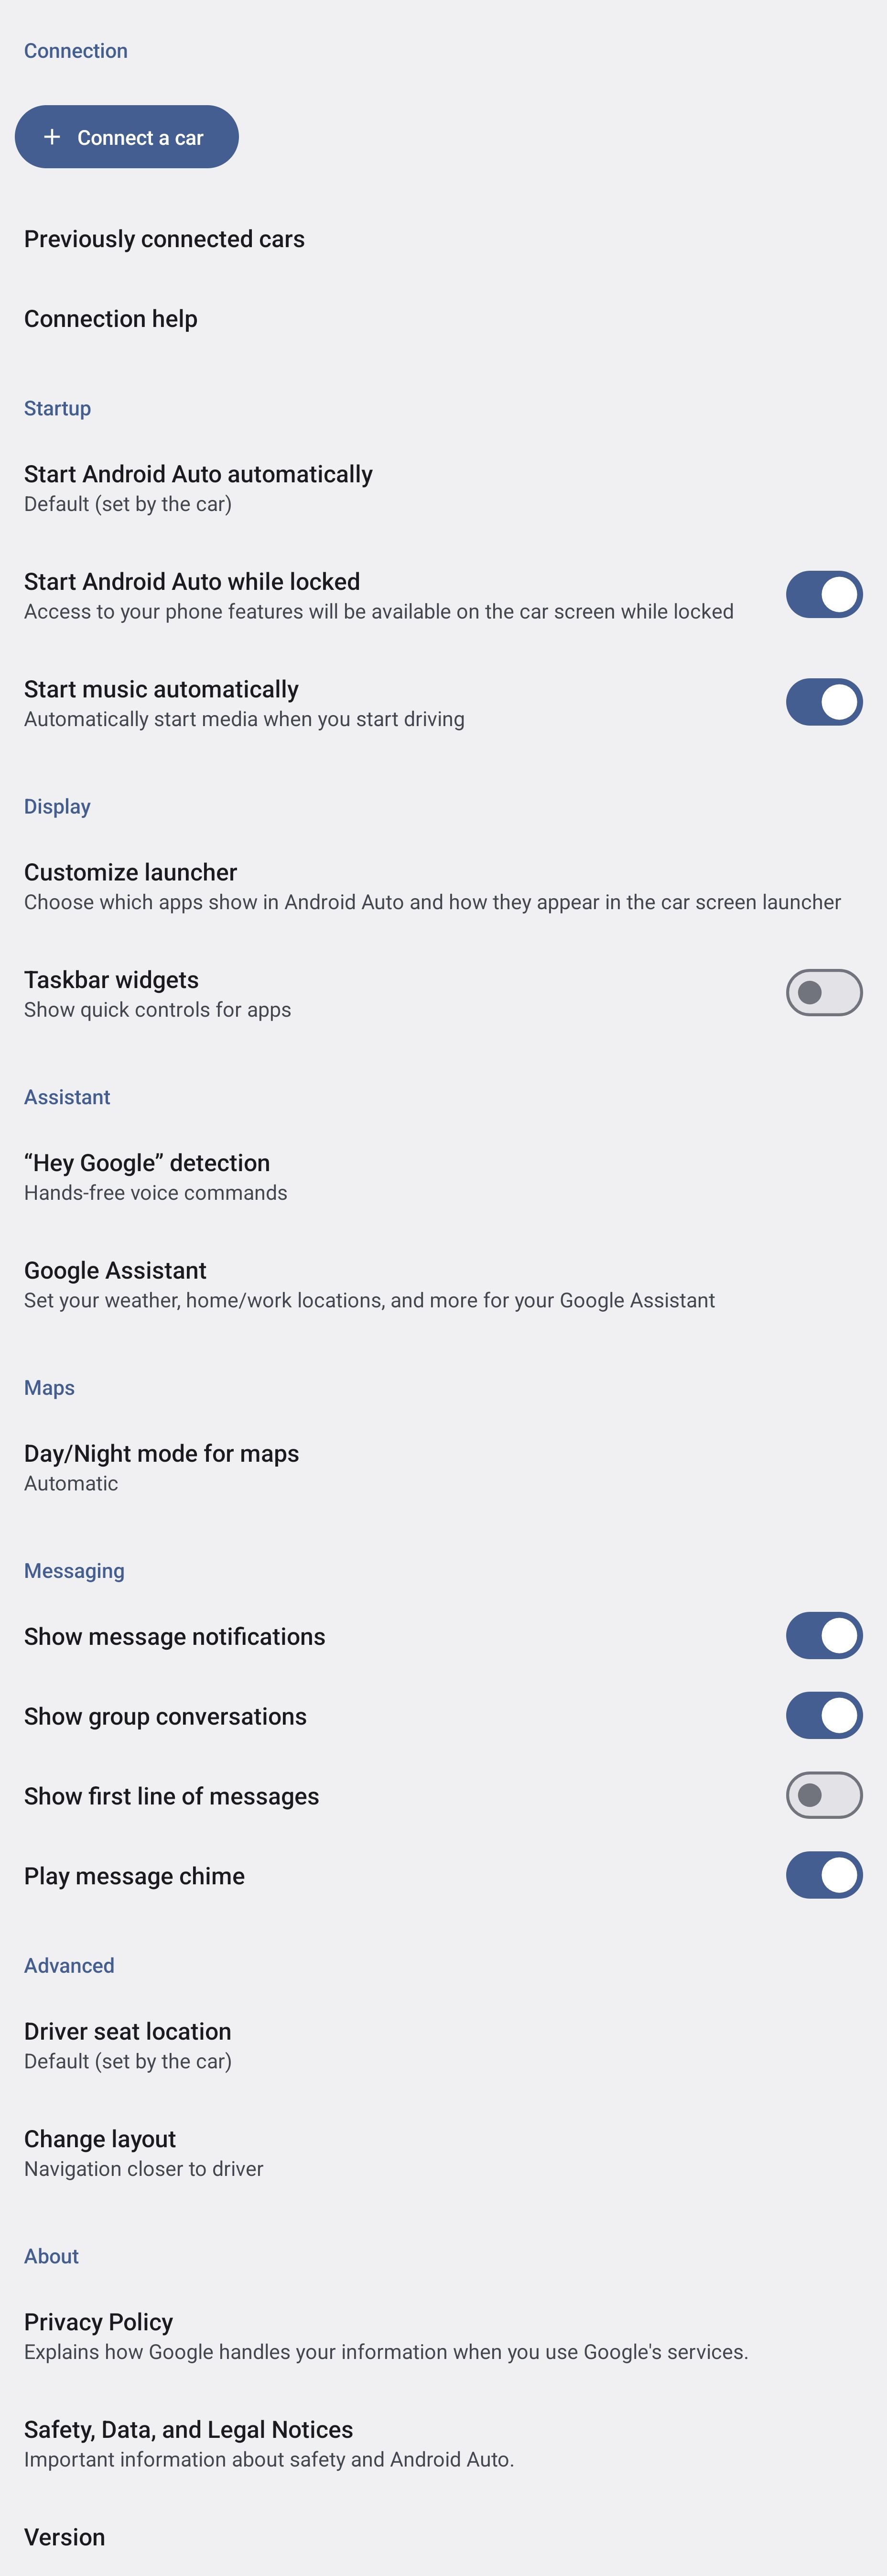 Connection
+ Connect a car
Previously connected cars
Connection help
Startup
Start Android Auto automatically
Default (set by the car)
Start Android Auto while locked
Access to your phone features will be available on the car screen while locked
Start music automatically
Automatically start media when you start driving
Display
Customize launcher
Choose which apps show in Android Auto and how they appear in the car screen launcher
Taskbar widgets
Show quick controls for apps
Assistant
“Hey Google” detection
Hands-free voice commands
Google Assistant
Set your weather, home/work locations, and more for your Google Assistant
Maps
Day/Night mode for maps
Automatic
Messaging
Show message notifications
Show group conversations
Show first line of messages
Play message chime
Advanced
Driver seat location
Default (set by the car)
Change layout
Navigation closer to driver
About
Privacy Policy
Explains how Google handles your information when you use Google's services.
Safety, Data, and Legal Notices
Important information about safety and Android Auto.
Version